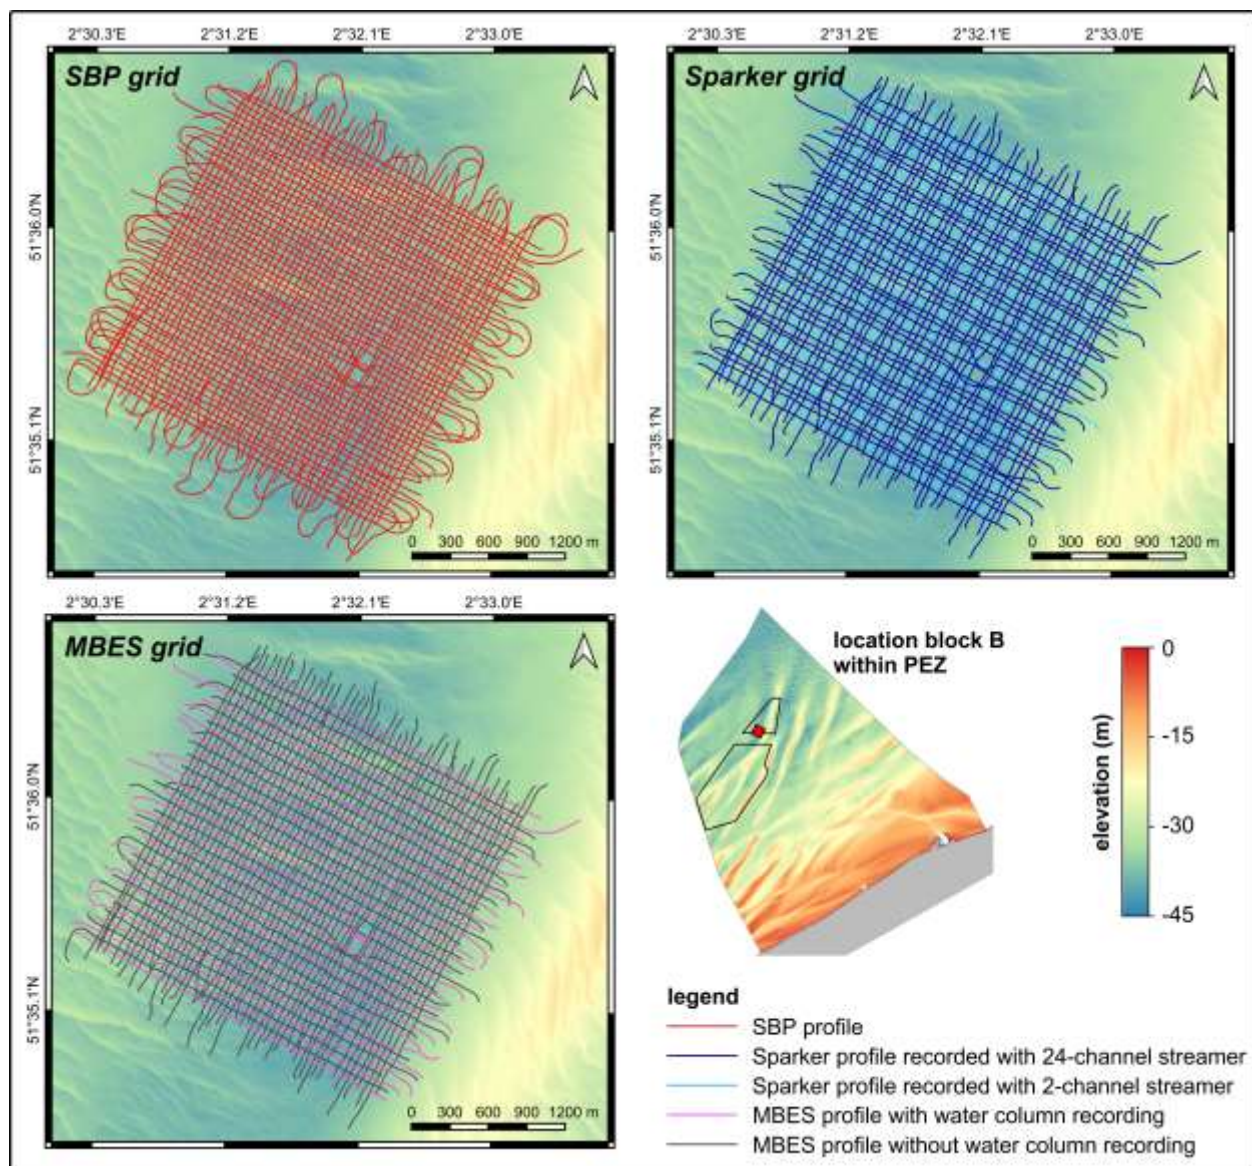 2°30.3'E 2°31.2'E 2°32.1'E 2°33.0'E
2°30.3'E 2°31.2'E 2°32.1'E 2°33.0'E
SBP grid
Sparker grid
51°36.0'N
51°35.1'N
51°36.0'N
51°35.1'N
0 300 600 900 1200 m
0 300 600 900 1200 m
2°30.3'E 2°31.2'E 2°32.1'E 2°33.0'E
MBES grid
51°36.0'N
51°35.1'N
0 300 600 900 1200 m
location block B
within PEZ
elevation (m)
0
-15
-30
-45
legend
SBP profile
Sparker profile recorded with 24-channel streamer
Sparker profile recorded with 2-channel streamer
MBES profile with water column recording
MBES profile without water column recording